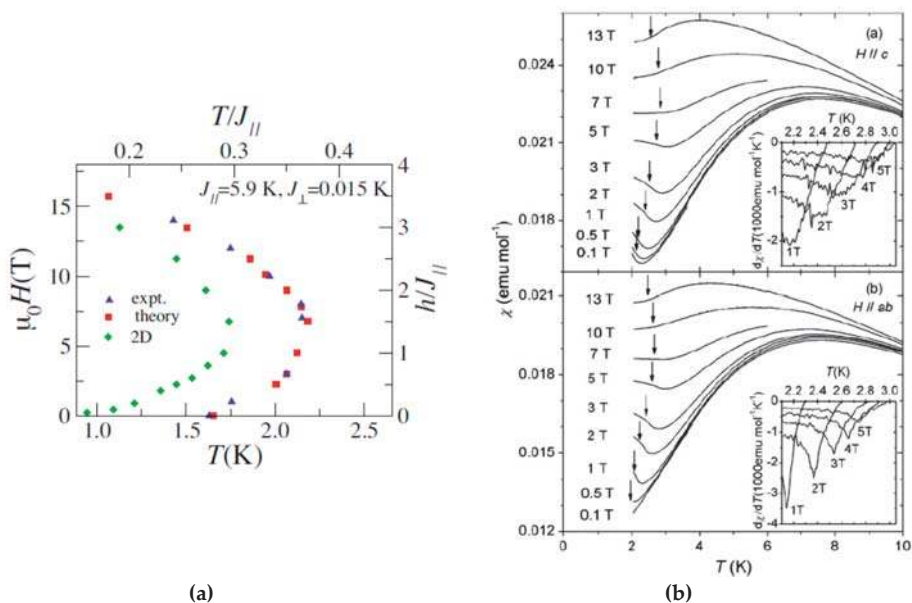 T/J//
0.2 0.3 0.4
J//=5.9 K, J⊥=0.015 K
15
10
5
0
μ0H(T)
4
3
2
1
0
h/J//
expt.
theory
2D
1.0 1.5 2.0 2.5
T(K)
(a)
(a)
H // c
13 T
10 T
7 T
5 T
3 T
2 T
1 T
0.5 T
0.1 T
0.024
0.021
0.018
T (K)
2.2 2.4 2.6 2.8 3.0
0
-1
-2
dχ/dT(1000emu mol-1K-1)
5T
4T
3T
2T
1T
χ (emu mol-1)
(b)
H // ab
13 T
10 T
7 T
5 T
3 T
2 T
1 T
0.5 T
0.1 T
0.021
0.018
0.015
0.012
T(K)
2.2 2.4 2.6 2.8 3.0
0
-1
-2
-3
-4
dχ/dT(1000emu mol-1K-1)
5T
4T
3T
2T
1T
0 2 4 6 8 10
T (K)
(b)